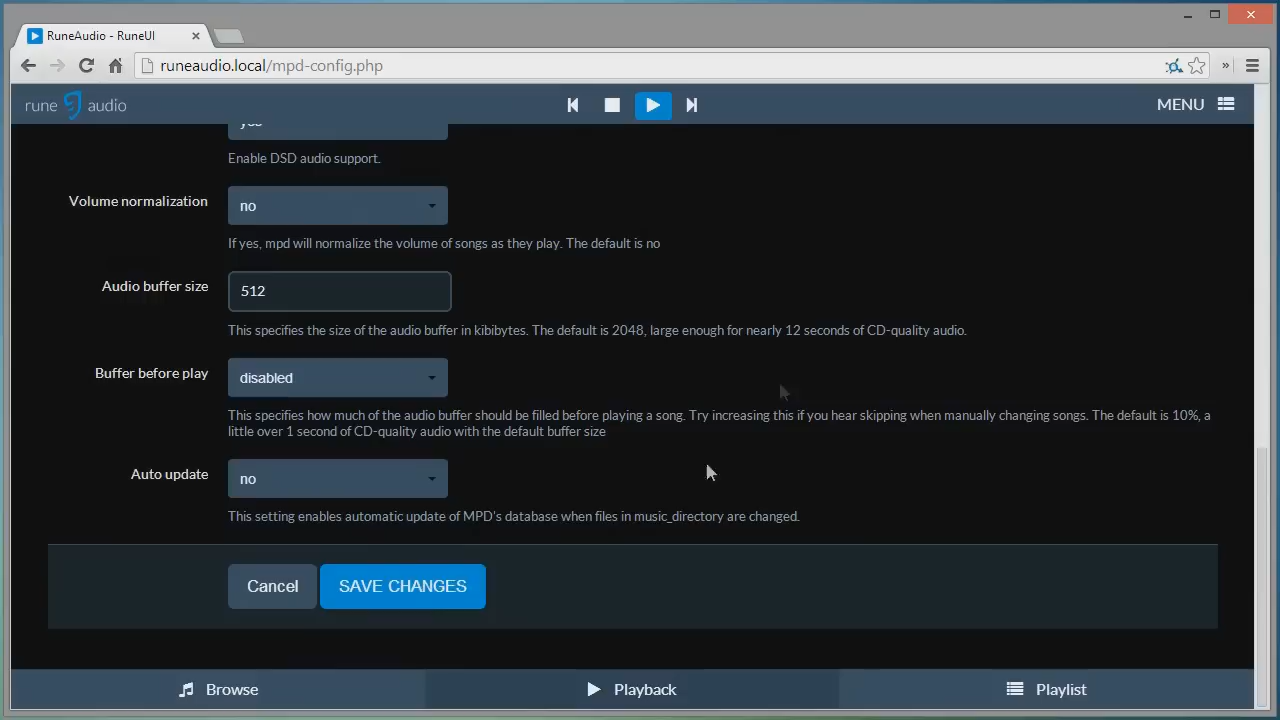 RuneAudio - RuneUI
runeaudio.local/mpd-config.php
rune audio
MENU
yes
Enable DSD audio support.
Volume normalization
no
If yes, mpd will normalize the volume of songs as they play. The default is no
Audio buffer size
512
This specifies the size of the audio buffer in kibibytes. The default is 2048, large enough for nearly 12 seconds of CD-quality audio.
Buffer before play
disabled
This specifies how much of the audio buffer should be filled before playing a song. Try increasing this if you hear skipping when manually changing songs. The default is 10%, a
little over 1 second of CD-quality audio with the default buffer size
Auto update
no
This setting enables automatic update of MPD's database when files in music_directory are changed.
Cancel
SAVE CHANGES
Browse
Playback
Playlist